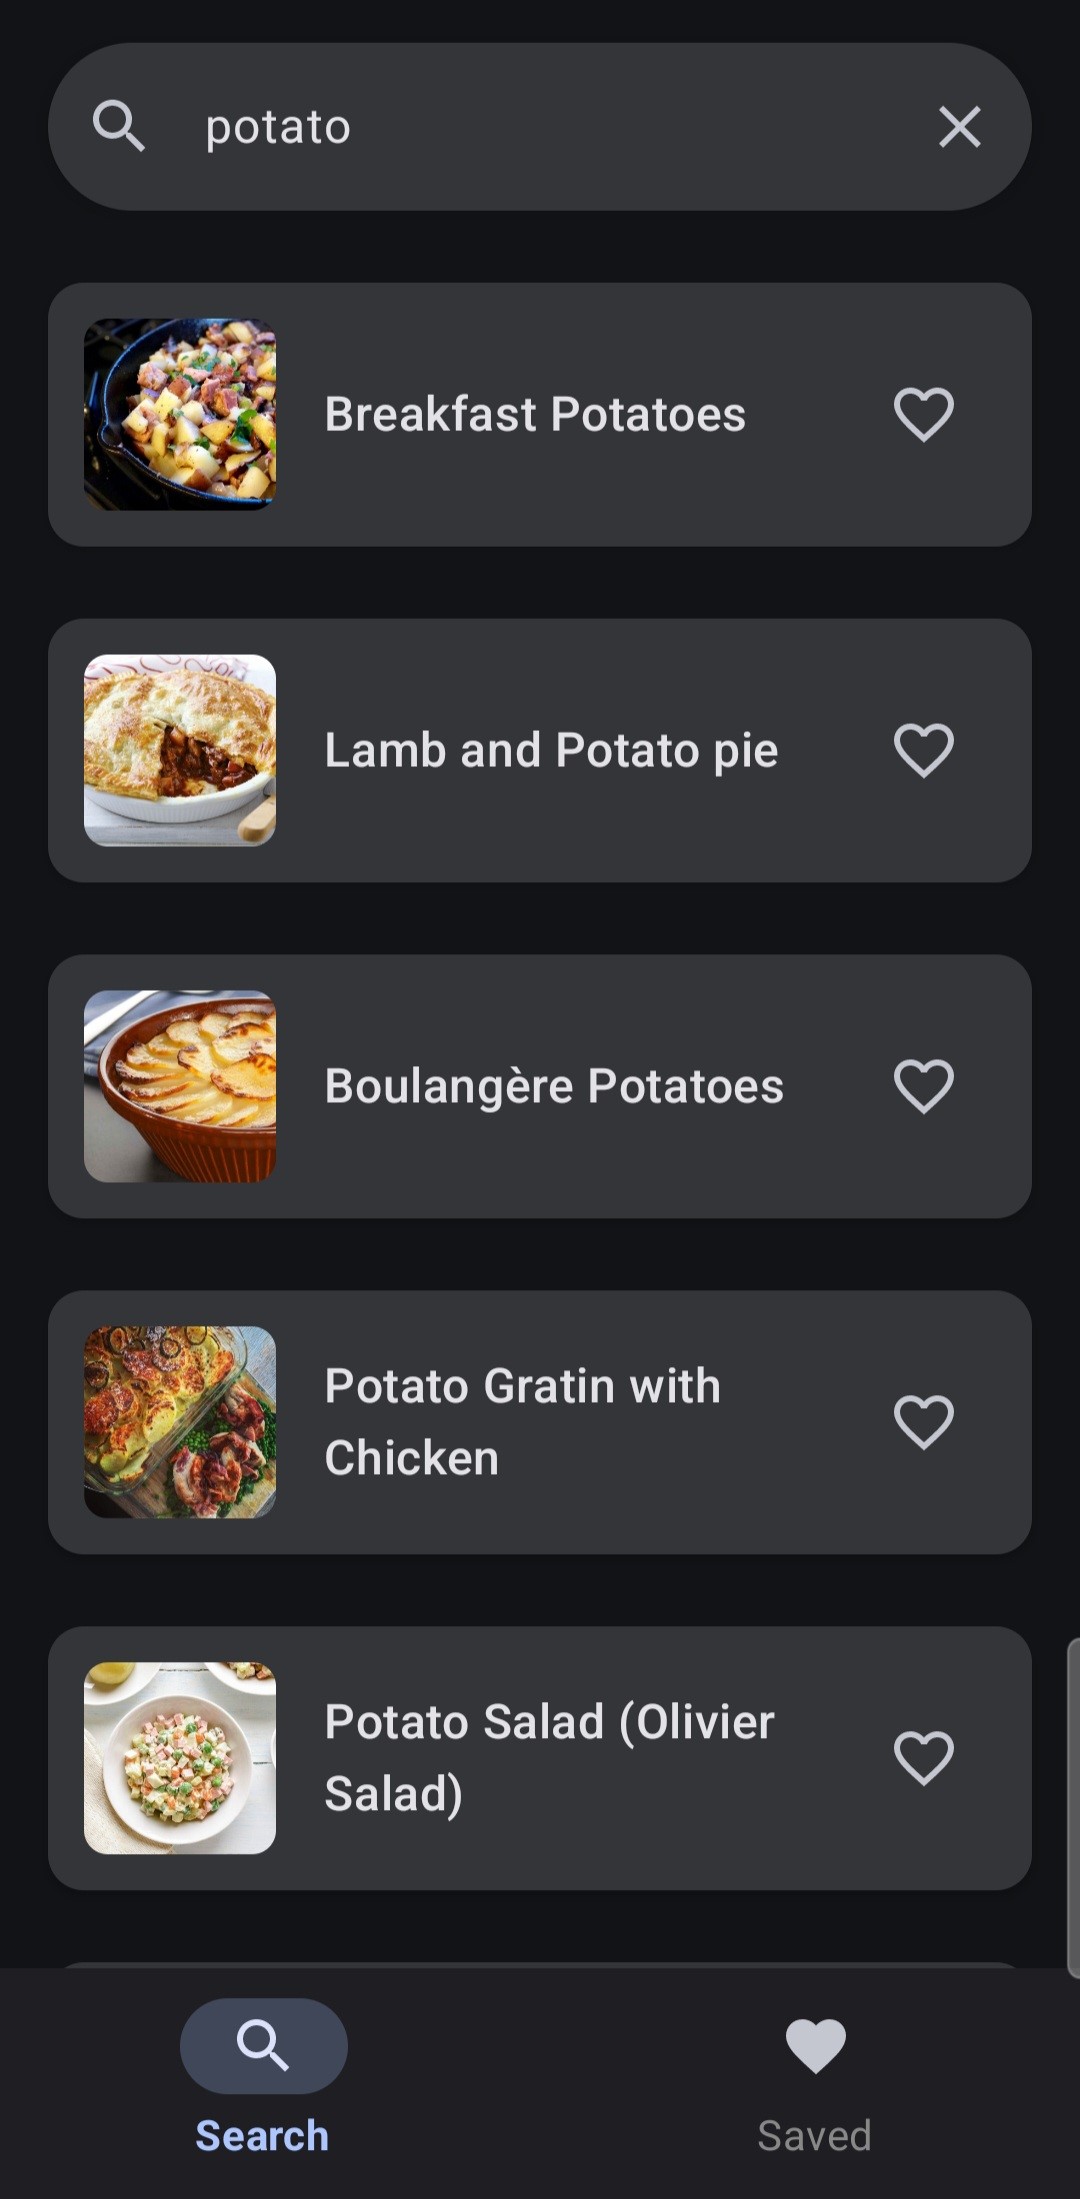 potato
Breakfast Potatoes
Lamb and Potato pie
Boulangère Potatoes
Potato Gratin with
Chicken
Potato Salad (Olivier
Salad)
Search
Saved